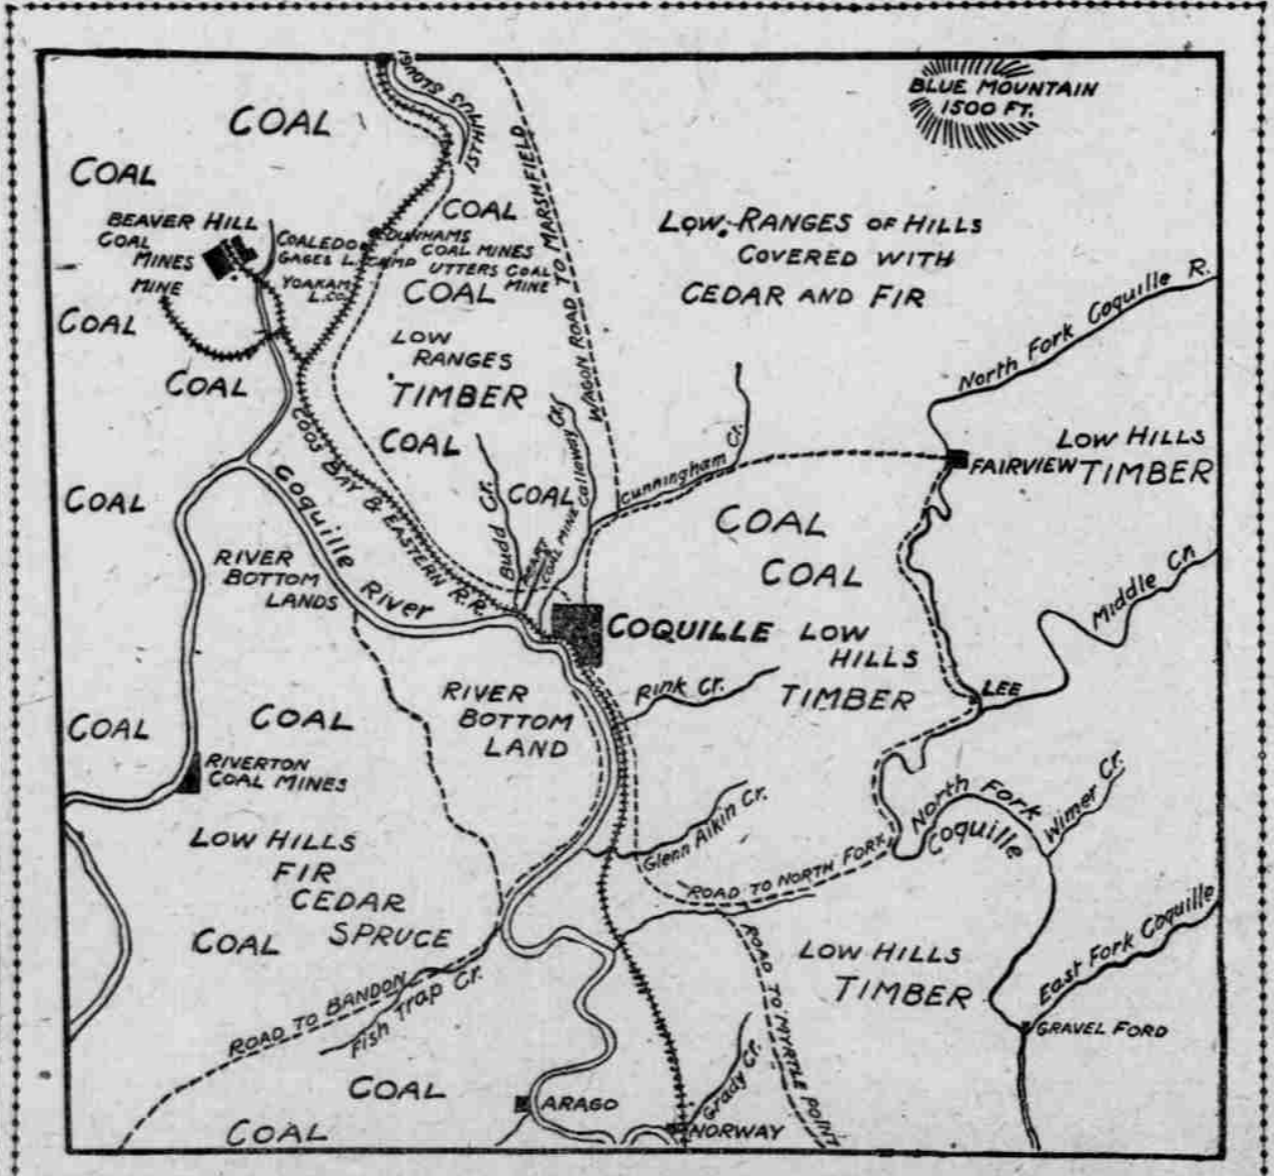 ISTHMUS SLOUGH
BLUE MOUNTAIN
1500 FT.
COAL
COAL
WAGON ROAD TO MARSHFIELD
COAL
BEAVER HILL
COAL
MINES
MINE
COALEDO
GAGES L. CAMP
YOAKAM
L. CO.
DUNHAMS
COAL MINES
UTTERS COAL
MINE
COAL
LOW RANGES OF HILLS
COVERED WITH
CEDAR AND FIR
North Fork Coquille R.
COAL
LOW
RANGES
TIMBER
COAL
COAL
COOS BAY & EASTERN R.R.
Budd Cr.
COAL
Calloway Cr.
COAL MINE
Cunningham Cr.
FAIRVIEW
LOW HILLS
TIMBER
COAL
Coquille River
COAL
COAL
RIVER
BOTTOM
LANDS
Middle Cr.
COQUILLE
LOW
HILLS
TIMBER
Rink Cr.
LEE
RIVER
BOTTOM
LAND
COAL
COAL
RIVERTON
COAL MINES
Glenn Aikin Cr.
North Fork
Coquille
Wimer Cr.
LOW HILLS
FIR
CEDAR
SPRUCE
COAL
ROAD TO NORTH FORK
ROAD TO MYRTLE POINT
LOW HILLS
TIMBER
East Fork Coquille
GRAVEL FORD
ROAD TO BANDON
Fish Trap Cr.
COAL
COAL
ARAGO
Grady Cr.
NORWAY